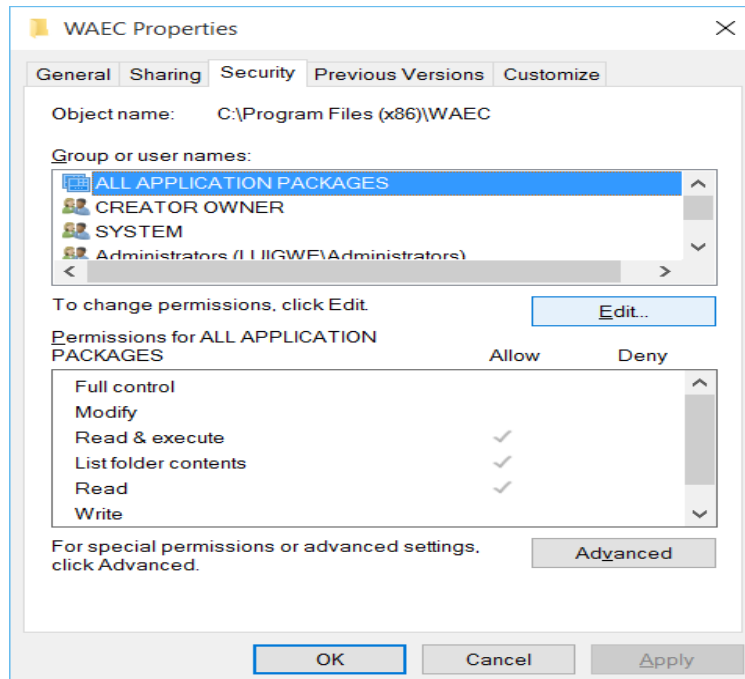 WAEC Properties
General Sharing Security Previous Versions Customize
Object name: C:\Program Files (x86)\WAEC
Group or user names:
ALL APPLICATION PACKAGES
CREATOR OWNER
SYSTEM
Administrators (LUIGWE\Administrators)
To change permissions, click Edit.
Edit...
Permissions for ALL APPLICATION
PACKAGES Allow Deny
Full control
Modify
Read & execute
List folder contents
Read
Write
For special permissions or advanced settings,
click Advanced.
Advanced
OK Cancel Apply